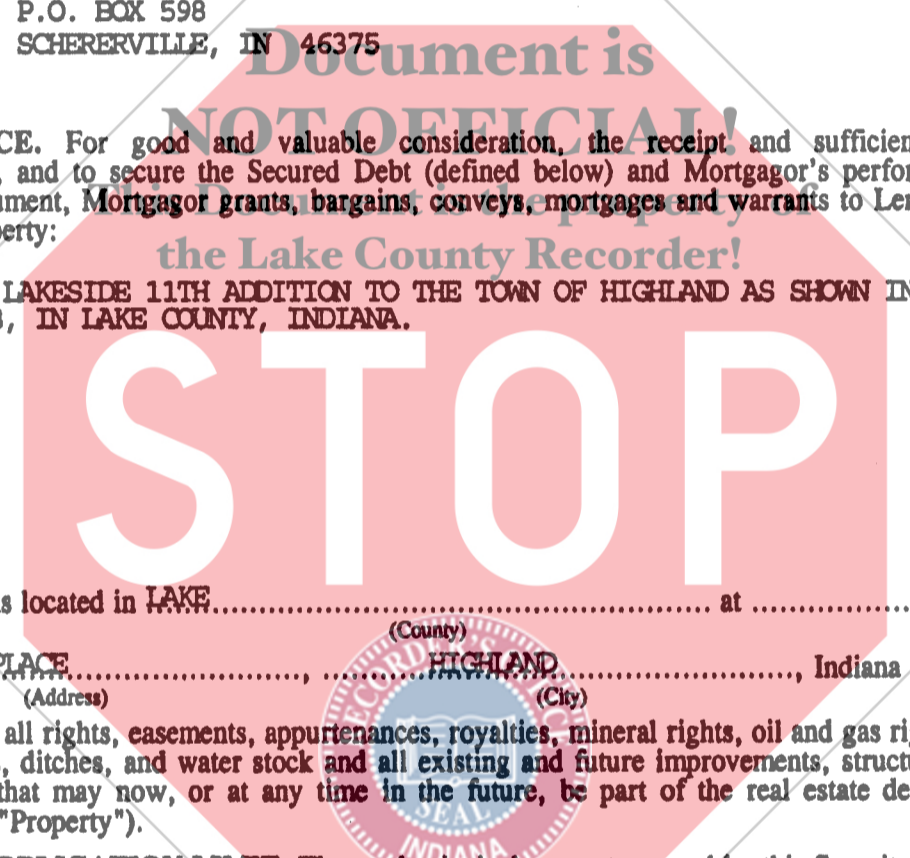 P.O. BOX 598
SCHERERVILLE, IN 46375
Document is
NOT OFFICIAL!
CE. For good and valuable consideration, the receipt and sufficien
, and to secure the Secured Debt (defined below) and Mortgagor's perfor
ument, Mortgagor grants, bargains, conveys, mortgages and warrants to Len
This Document is the property of
perty:
the Lake County Recorder!
LAKESIDE 11TH ADDITION TO THE TOWN OF HIGHLAND AS SHOWN IN
, IN LAKE COUNTY, INDIANA.
STOP
s located in LAKE.................................................................. at ....................
(County)
PLACE..............................., ..............HIGHLAND................................, Indiana
(Address) (City)
all rights, easements, appurtenances, royalties, mineral rights, oil and gas ri
, ditches, and water stock and all existing and future improvements, struct
that may now, or at any time in the future, be part of the real estate de
"Property").
RECORDER'S OFFICE
SEAL
INDIANA